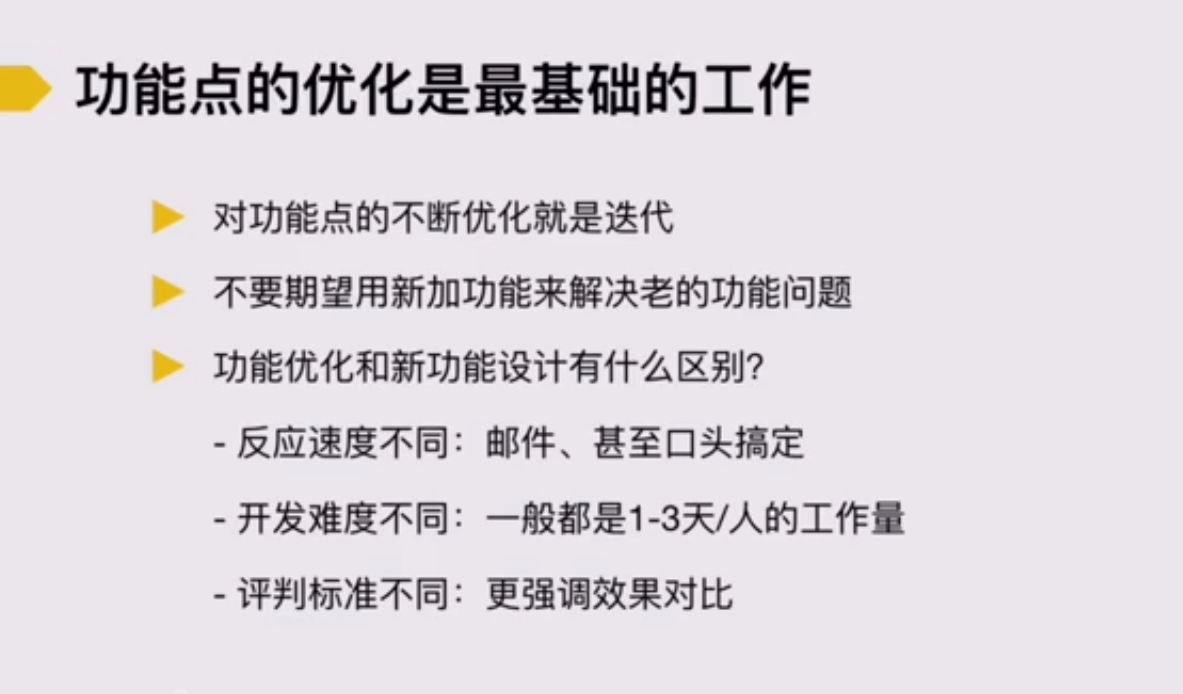 功能点的优化是最基础的工作
对功能点的不断优化就是迭代
不要期望用新加功能来解决老的功能问题
功能优化和新功能设计有什么区别?
- 反应速度不同：邮件、甚至口头搞定
- 开发难度不同：一般都是1-3天/人的工作量
- 评判标准不同：更强调效果对比